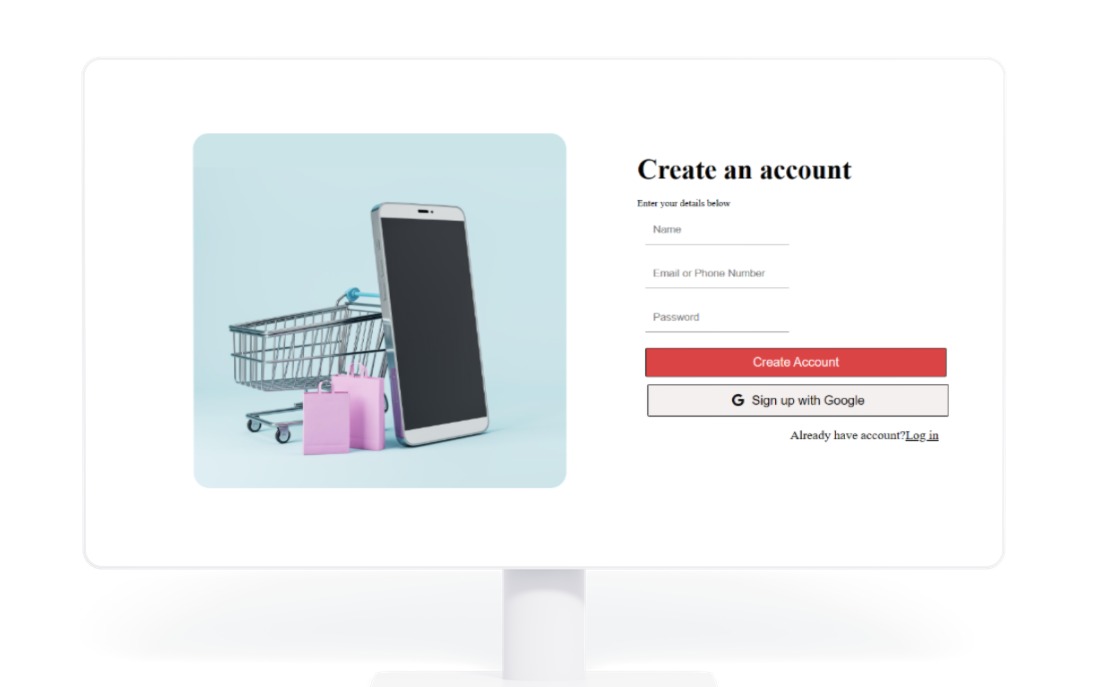 Create an account
Enter your details below
Name
Email or Phone Number
Password
Create Account
Sign up with Google
Already have account?Log in